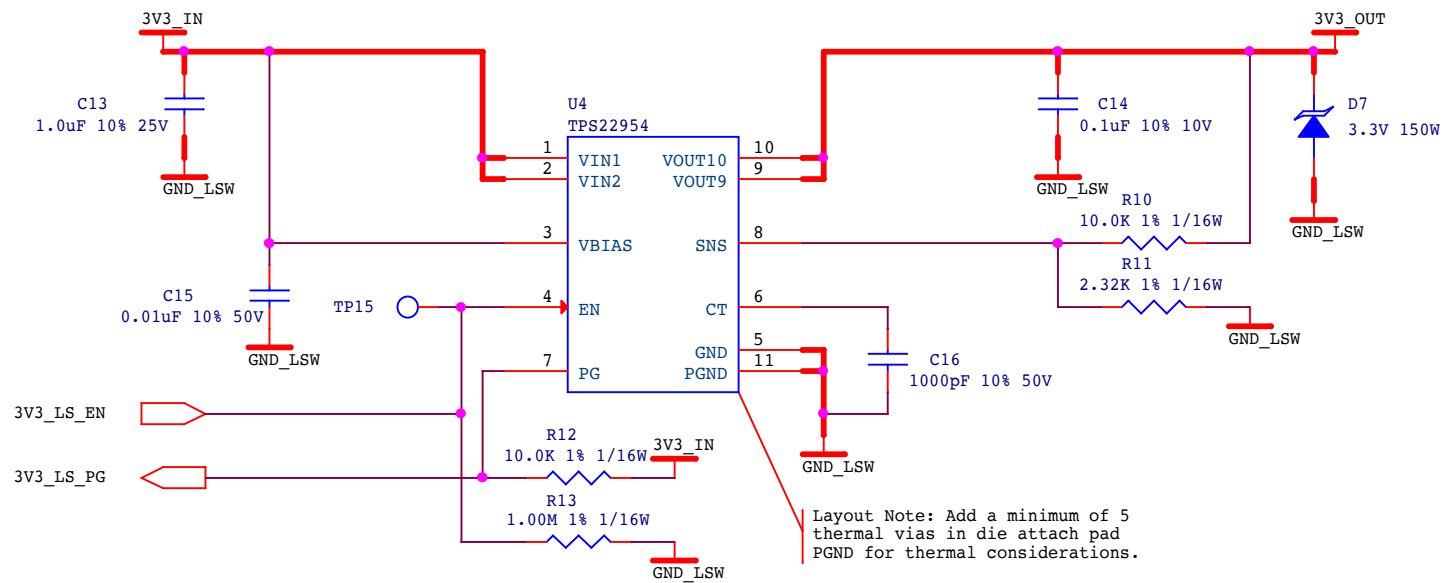 3V3_IN
3V3_OUT
C13
1.0uF 10% 25V
GND_LSW
U4
TPS22954
C14
0.1uF 10% 10V
D7
3.3V 150W
GND_LSW
1
VIN1
VOUT10
10
2
VIN2
VOUT9
9
3
VBIAS
SNS
8
R10
10.0K 1% 1/16W
R11
2.32K 1% 1/16W
GND_LSW
C15
0.01uF 10% 50V
GND_LSW
TP15
4
EN
CT
6
GND
5
7
PG
PGND
11
C16
1000pF 10% 50V
GND_LSW
3V3_LS_EN
3V3_LS_PG
R12
10.0K 1% 1/16W
3V3_IN
R13
1.00M 1% 1/16W
GND_LSW
Layout Note: Add a minimum of 5
thermal vias in die attach pad
PGND for thermal considerations.